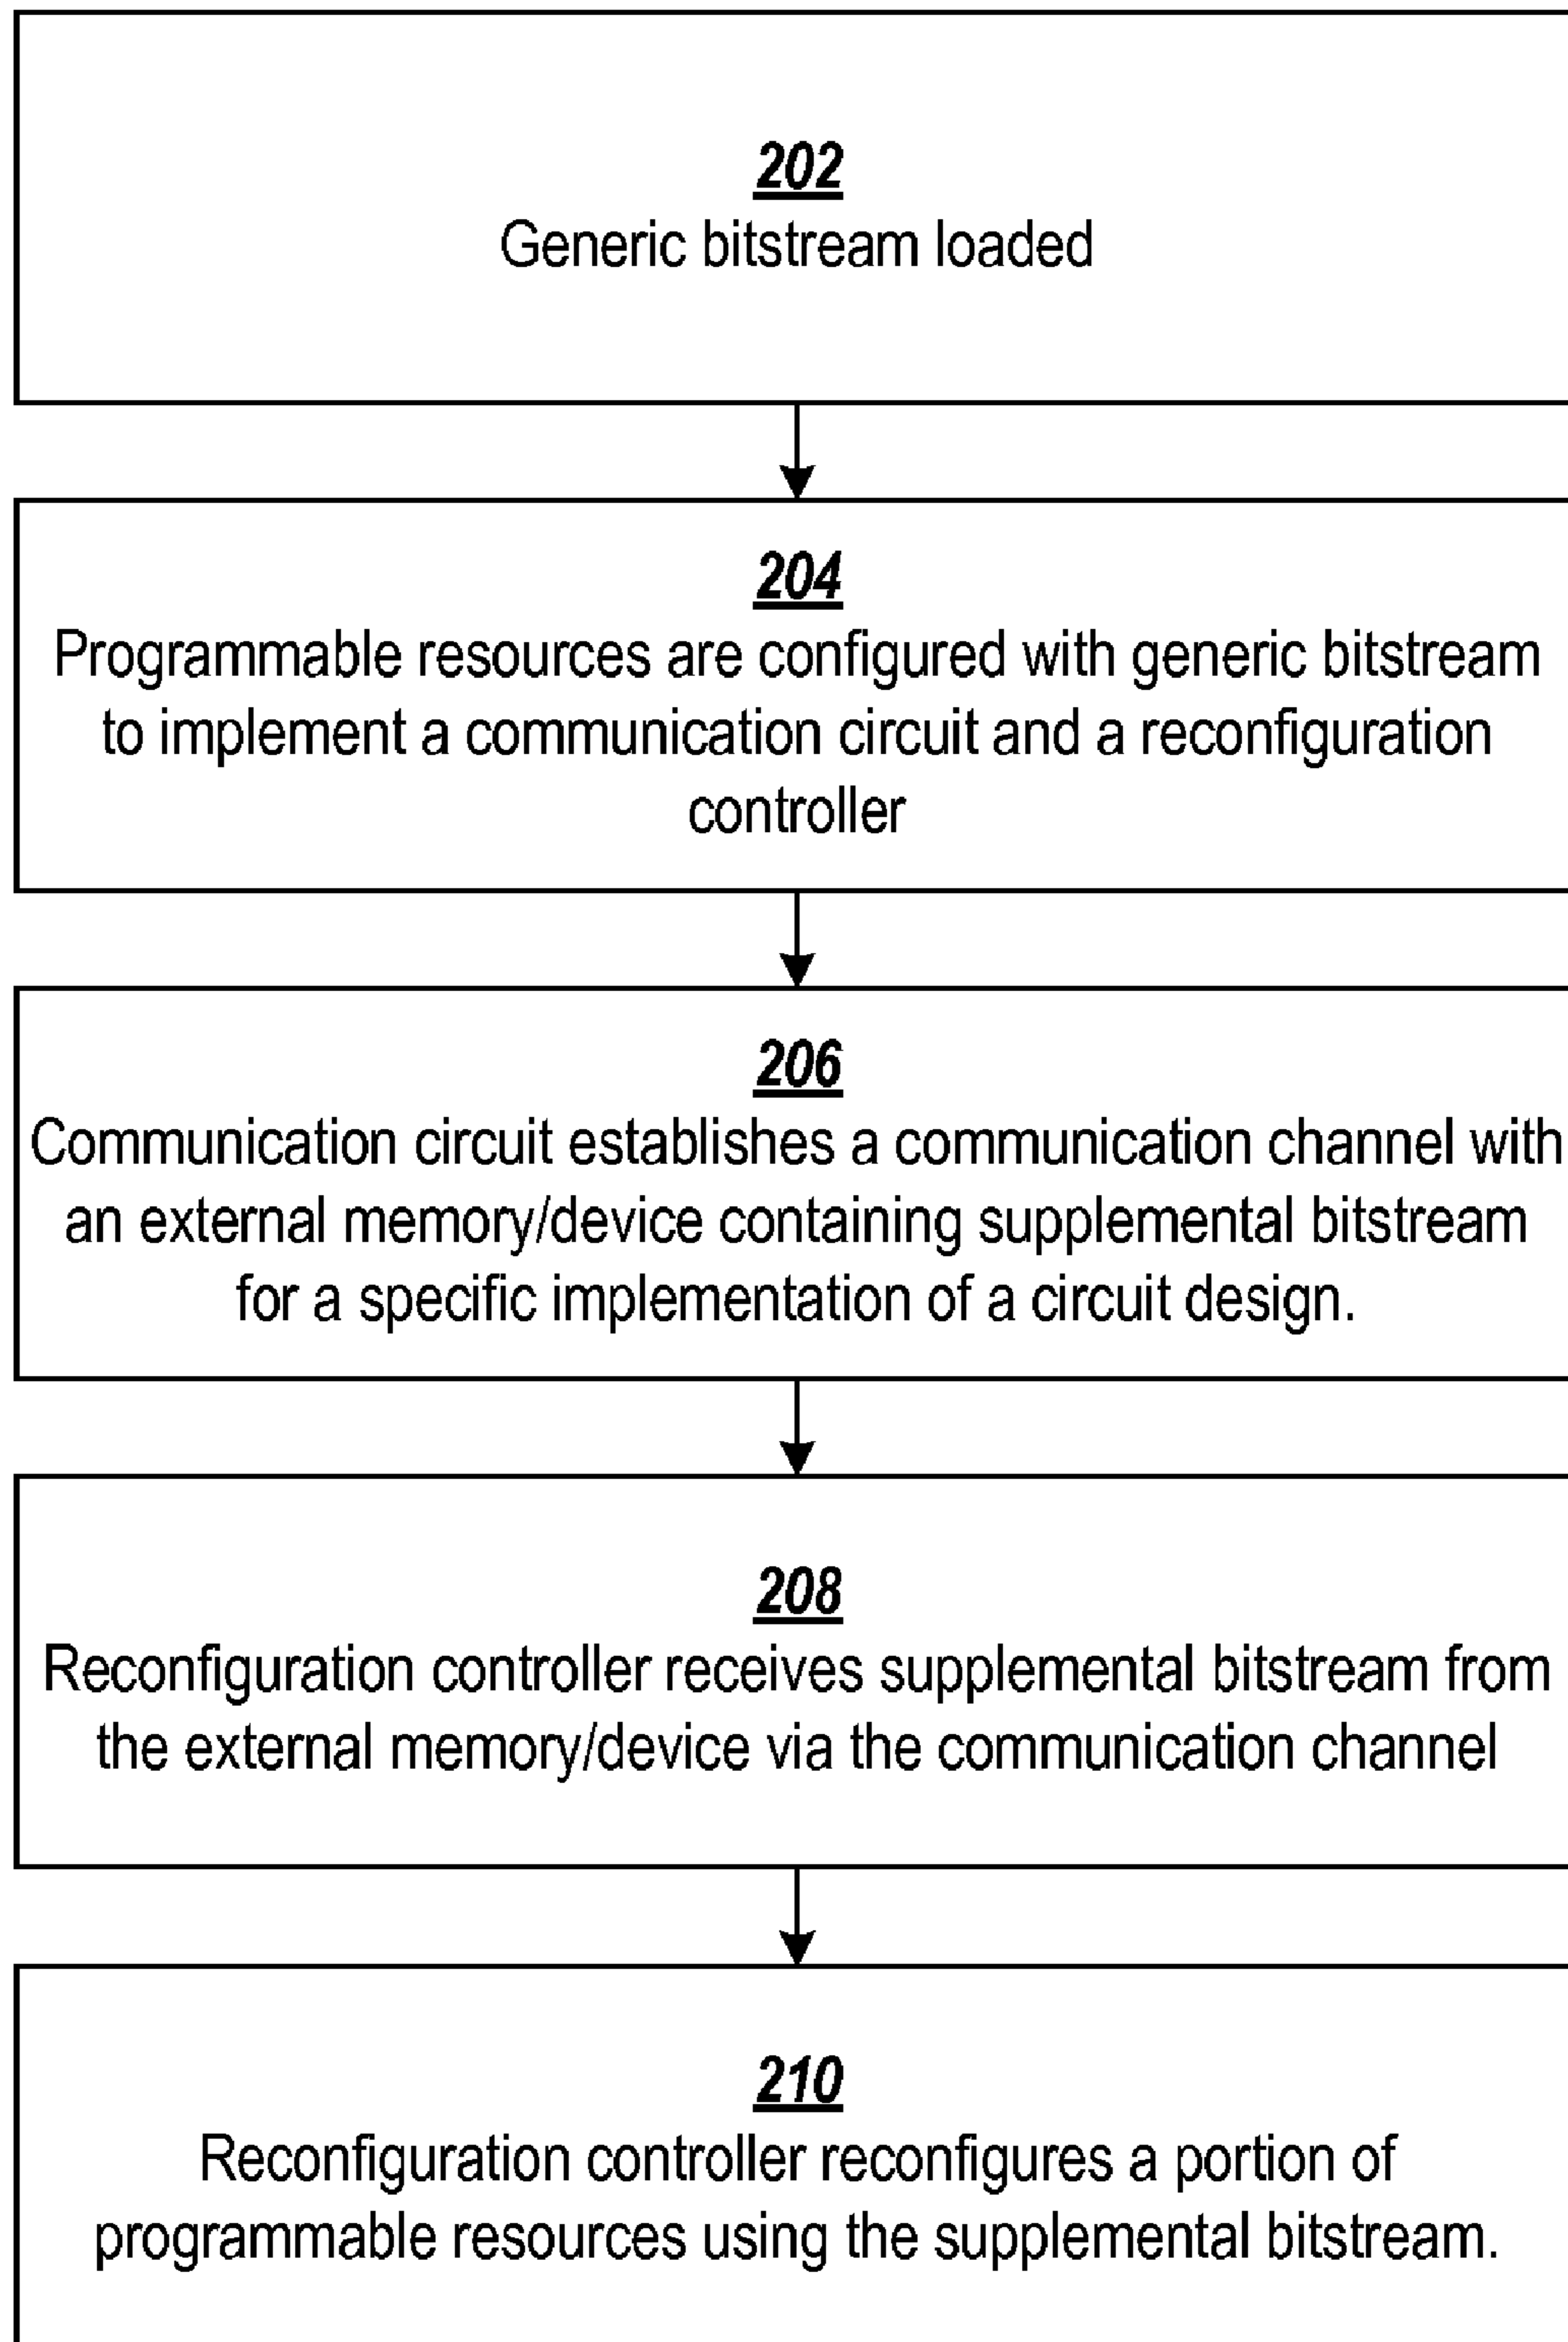 202
Generic bitstream loaded
204
Programmable resources are configured with generic bitstream
to implement a communication circuit and a reconfiguration
controller
206
Communication circuit establishes a communication channel with
an external memory/device containing supplemental bitstream
for a specific implementation of a circuit design.
208
Reconfiguration controller receives supplemental bitstream from
the external memory/device via the communication channel
210
Reconfiguration controller reconfigures a portion of
programmable resources using the supplemental bitstream.